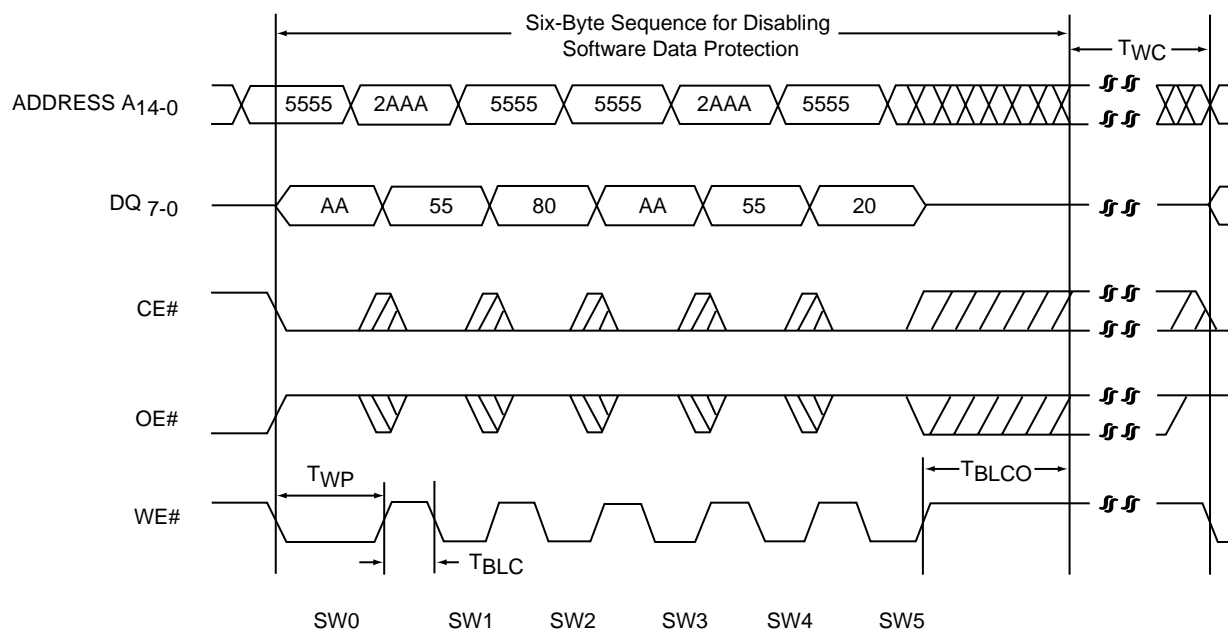 Six-Byte Sequence for Disabling
Software Data Protection
TWC
ADDRESS A14-0
5555 2AAA 5555 5555 2AAA 5555
DQ 7-0
AA 55 80 AA 55 20
CE#
OE#
TWP
TBLCO
WE#
TBLC
SW0 SW1 SW2 SW3 SW4 SW5